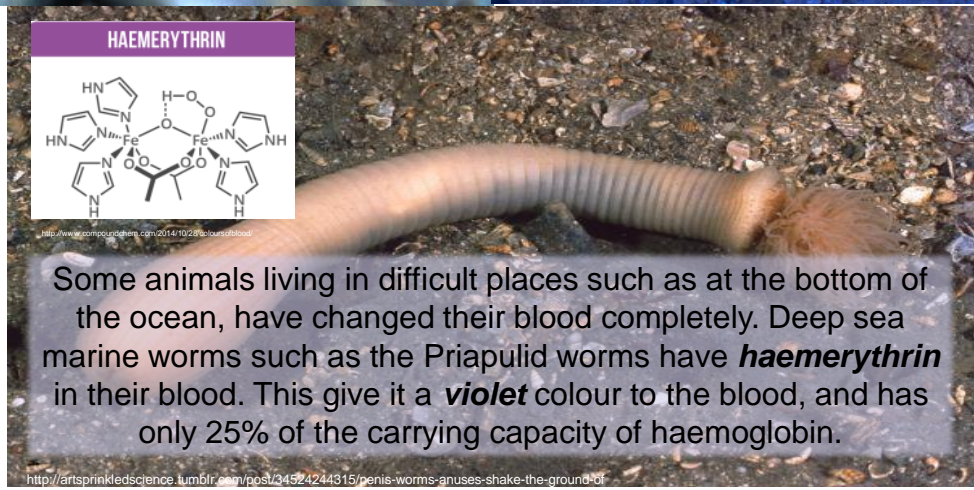 HAEMERYTHRIN
HN
H
O
O
N
N
O
HN
N
Fe
Fe
N
NH
N
O
O
O
O
N
N
H
N
H
http://www.compoundchem.com/2014/10/28/coloursofblood/
Some animals living in difficult places such as at the bottom of
the ocean, have changed their blood completely. Deep sea
marine worms such as the Priapulid worms have haemerythrin
in their blood. This give it a violet colour to the blood, and has
only 25% of the carrying capacity of haemoglobin.
http://artsprinkledscience.tumblr.com/post/34524244315/penis-worms-anuses-shake-the-ground-of